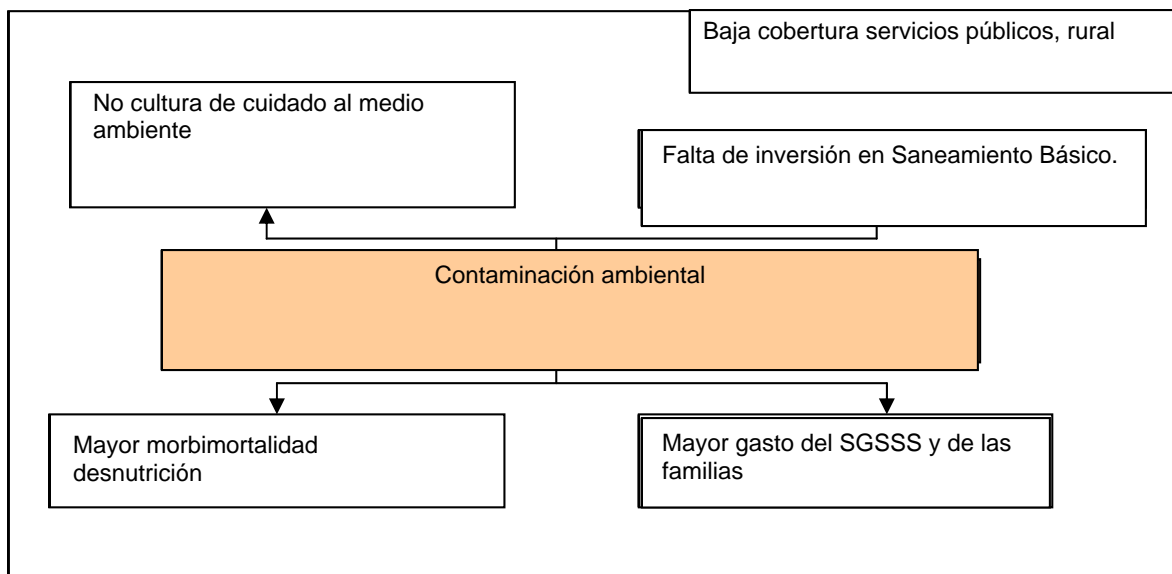 Baja cobertura servicios públicos, rural
No cultura de cuidado al medio
ambiente
Falta de inversión en Saneamiento Básico.
Contaminación ambiental
Mayor morbimortalidad
desnutrición
Mayor gasto del SGSSS y de las
familias